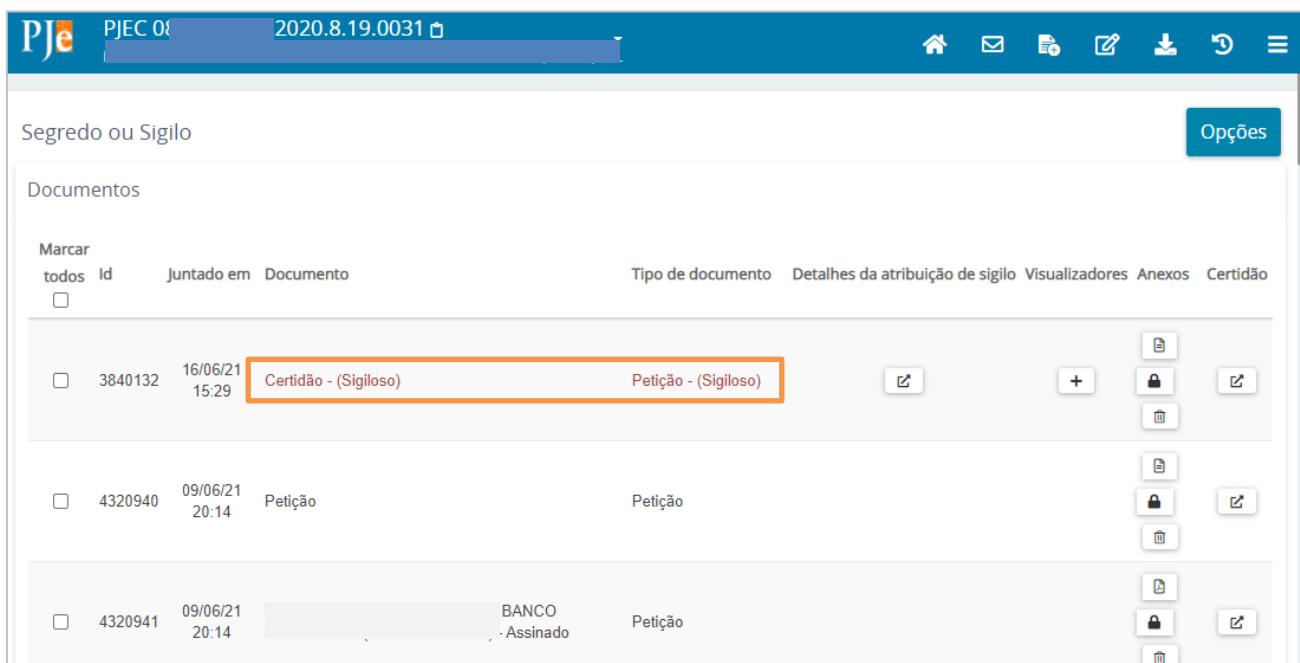 PJe
PJEC 08 2020.8.19.0031
Segredo ou Sigilo
Opções
Documentos
Marcar todos Id Juntado em Documento Tipo de documento Detalhes da atribuição de sigilo Visualizadores Anexos Certidão
3840132 16/06/21 15:29 Certidão - (Sigiloso) Petição - (Sigiloso)
4320940 09/06/21 20:14 Petição Petição
4320941 09/06/21 20:14 BANCO - Assinado Petição